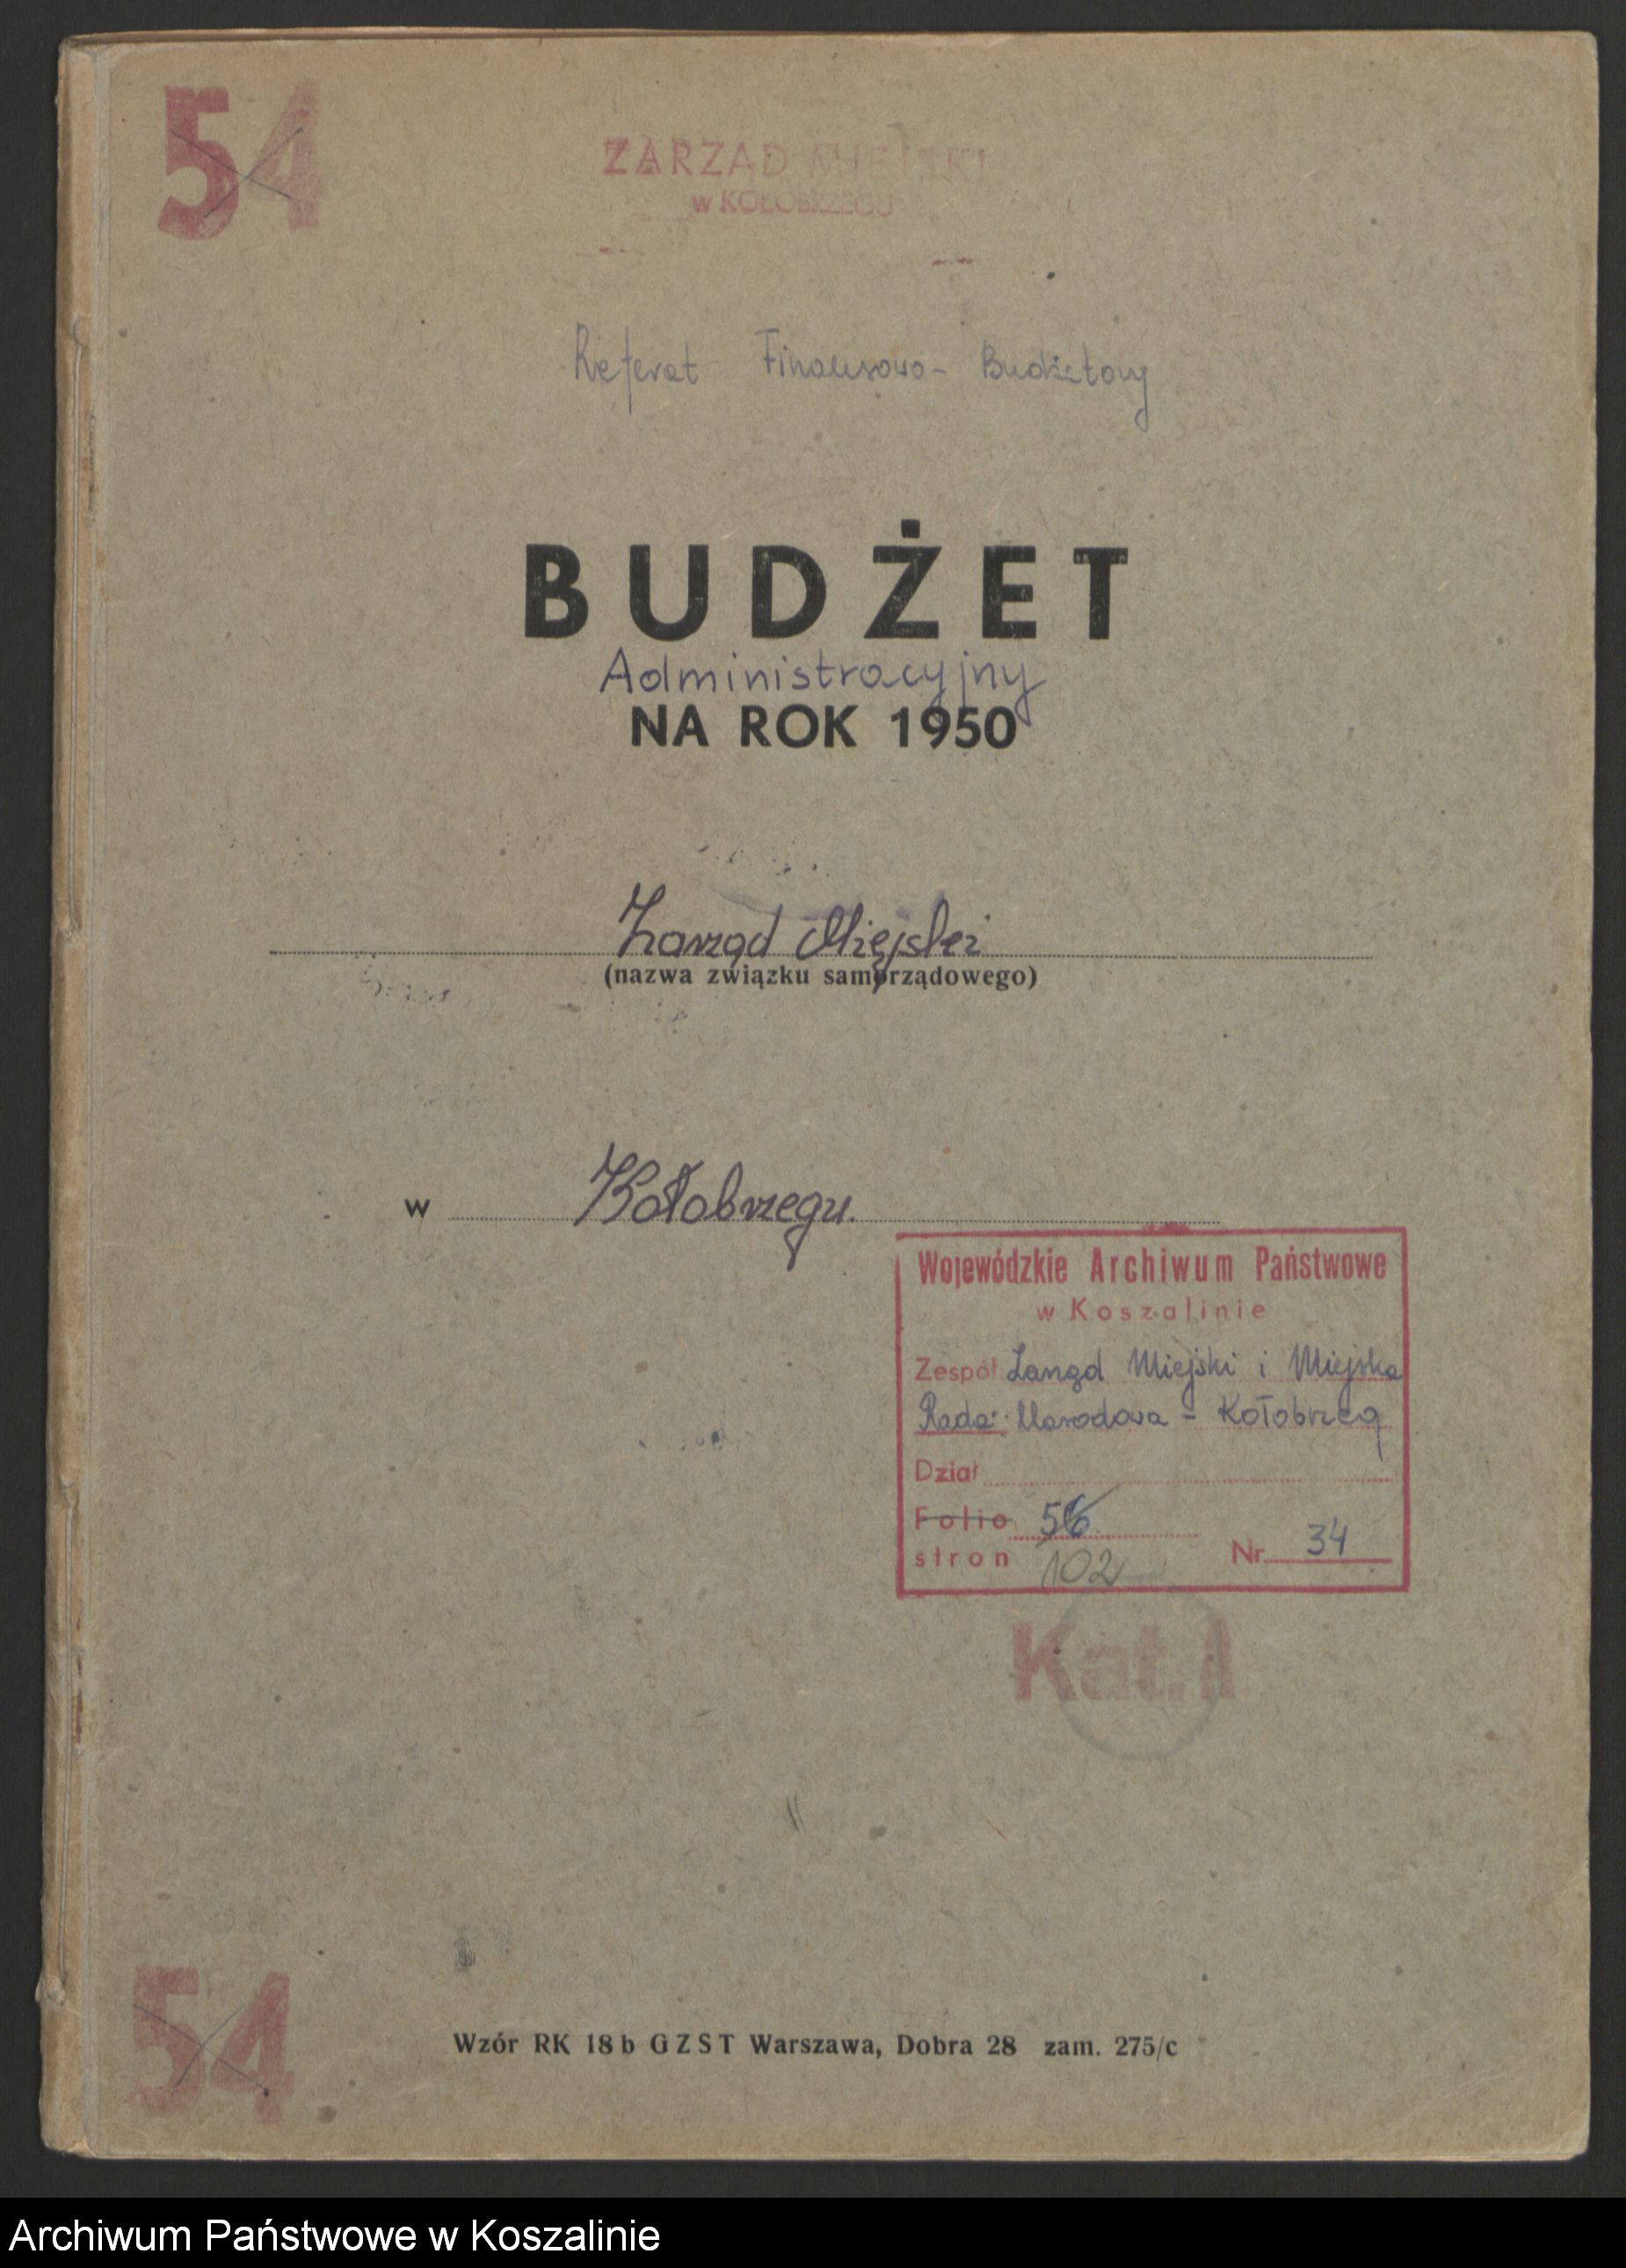 54
ZARZĄD MIEJSKI
w KOŁOBRZEGU
Referat Finansowo-Budżetowy
BUDŻET
Administracyjny
NA ROK 1950
Zarząd Miejski
(nazwa związku samorządowego)
w Kołobrzegu.
Wojewódzkie Archiwum Państwowe
w Koszalinie
Zespół Zarząd Miejski i Miejska
Rada Narodowa - Kołobrzeg
Dział
Folio 56
stron 102 Nr 34
Kat. I
54
Wzór RK 18b GZST Warszawa, Dobra 28 zam. 275/c
Archiwum Państwowe w Koszalinie